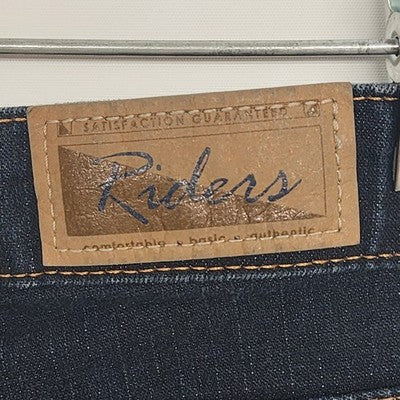 SATISFACTION GUARANTEED
Riders
comfortable basic authentic